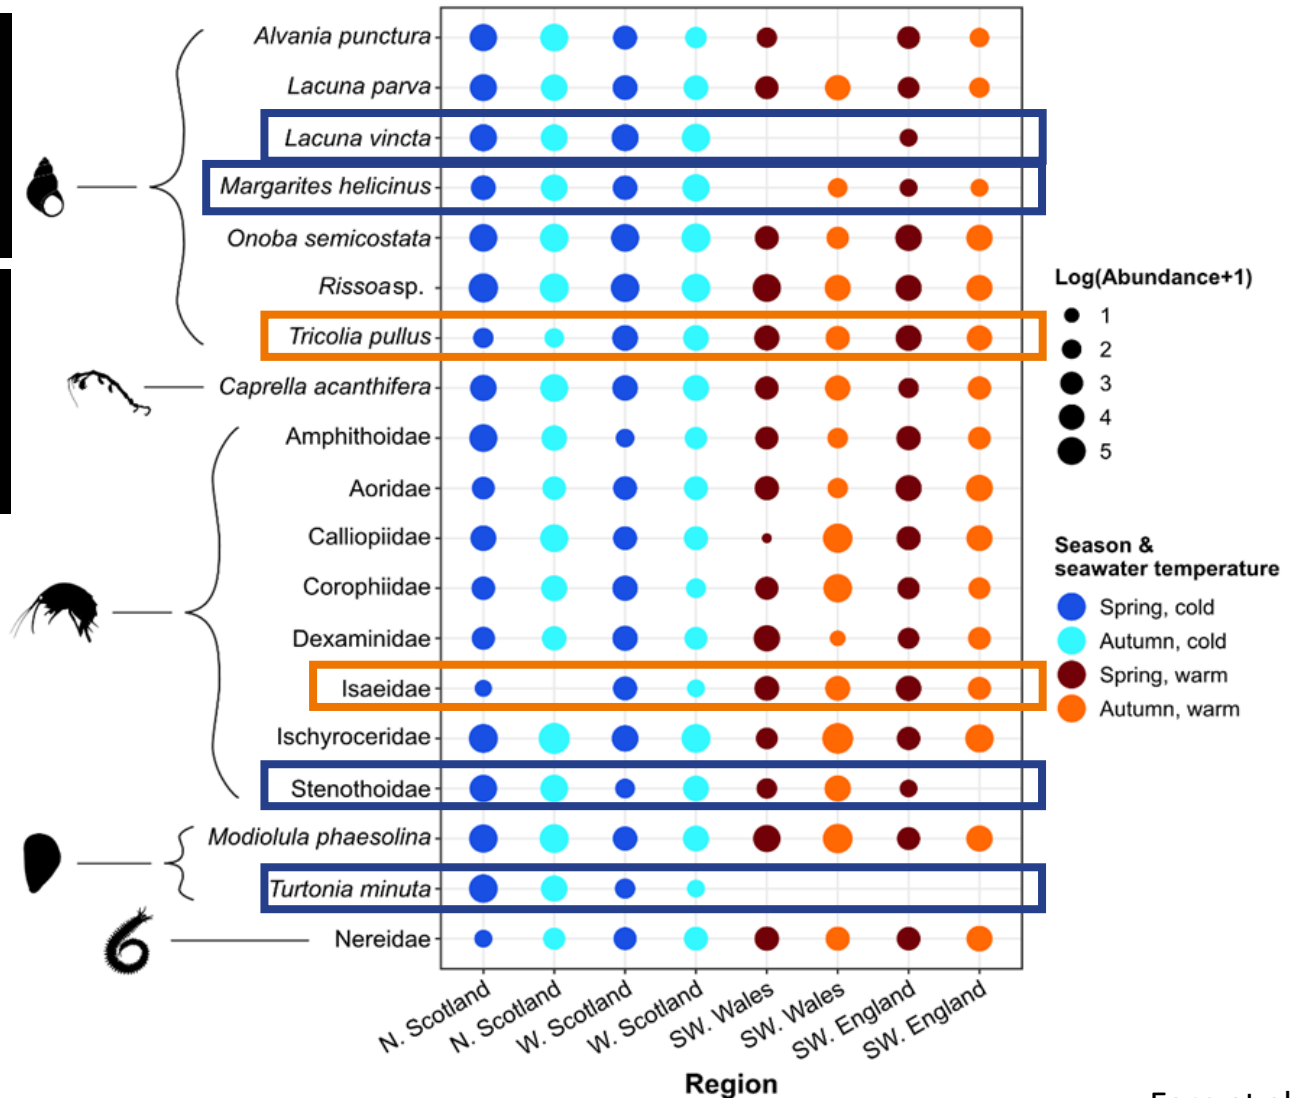 Alvania punctura
Lacuna parva
Lacuna vincta
Margarites helicinus
Onoba semicostata
Rissoasp.
Tricolia pullus
Caprella acanthifera
Amphithoidae
Aoridae
Calliopiidae
Corophiidae
Dexaminidae
Isaeidae
Ischyroceridae
Stenothoidae
Modiolula phaesolina
Turtonia minuta
Nereidae
N. Scotland
N. Scotland
W. Scotland
W. Scotland
SW. Wales
SW. Wales
SW. England
SW. England
Region
Log(Abundance+1)
1
2
3
4
5
Season &
seawater temperature
Spring, cold
Autumn, cold
Spring, warm
Autumn, warm